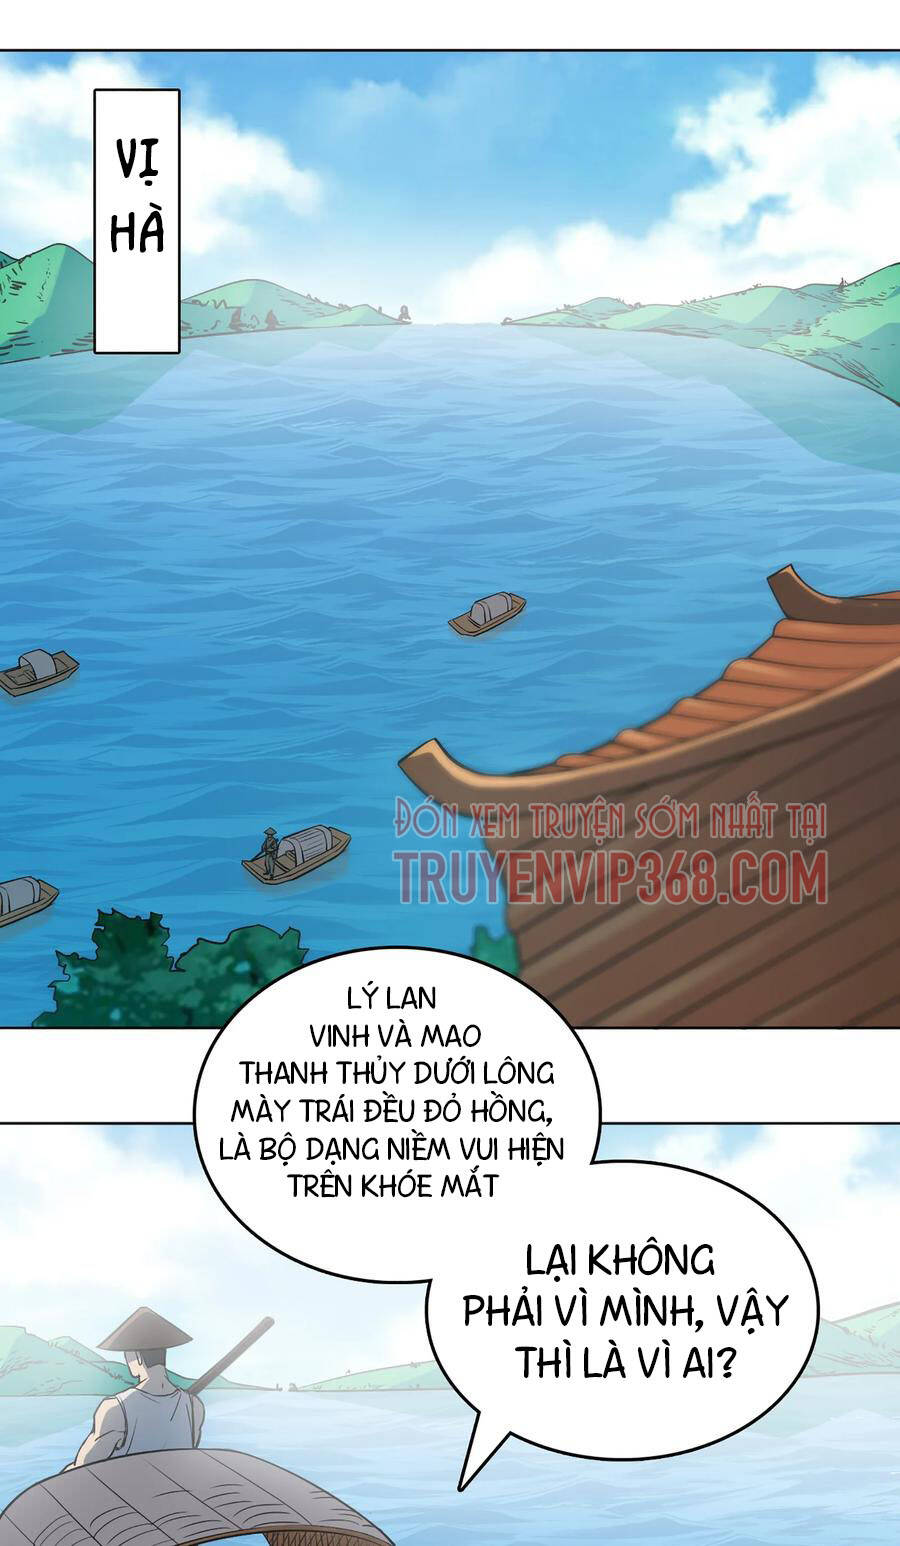 VỊ
HÀ
ĐÓN XEM TRUYỆN SỚM NHẤT TẠI
TRUYENVIP368.COM
LÝ LAN
VINH VÀ MAO
THANH THỦY DƯỚI LÔNG
MÀY TRÁI ĐỀU ĐỎ HỒNG,
LÀ BỘ DẠNG NIỀM VUI HIỆN
TRÊN KHÓE MẮT
LẠI KHÔNG
PHẢI VÌ MÌNH, VẬY
THÌ LÀ VÌ AI?